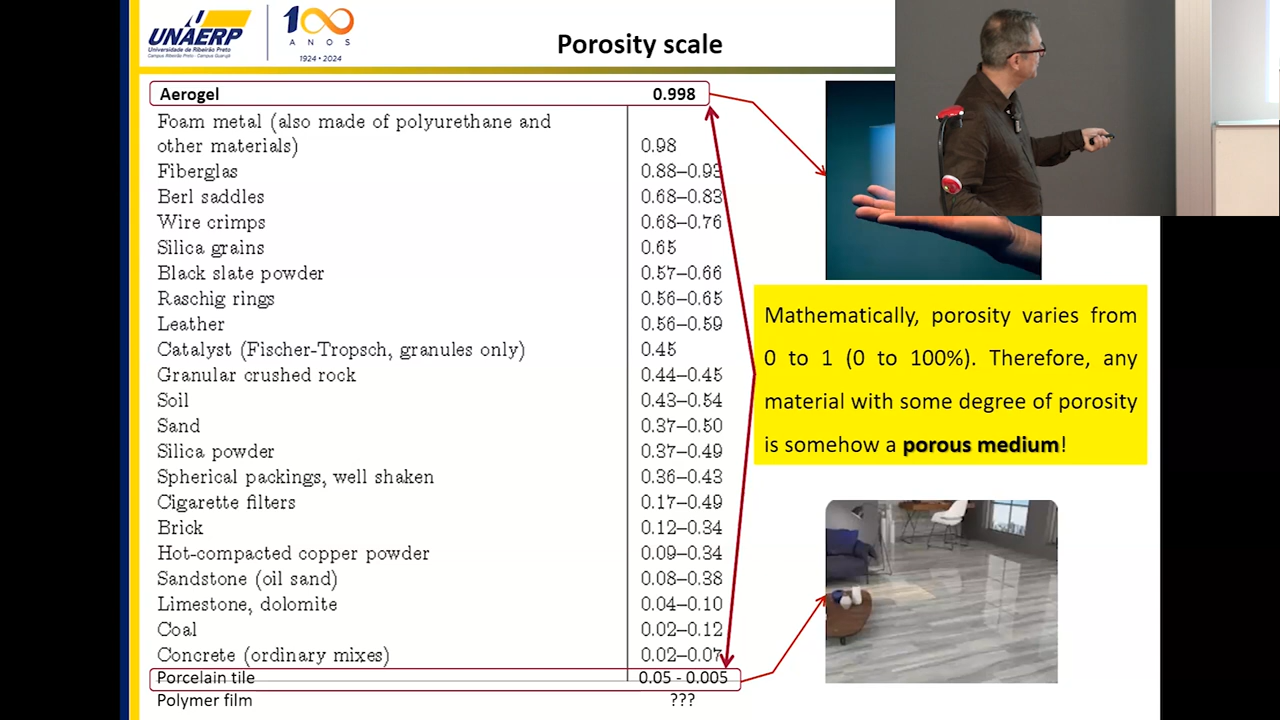 UNAERP
Universidade de Ribeirão Preto
Campus Ribeirão Preto - Campus Guarujá
100
ANOS
1924 • 2024
Porosity scale
Aerogel 0.998
Foam metal (also made of polyurethane and
other materials) 0.98
Fiberglas 0.88–0.93
Berl saddles 0.68–0.83
Wire crimps 0.68–0.76
Silica grains 0.65
Black slate powder 0.57–0.66
Raschig rings 0.56–0.65
Leather 0.56–0.59
Catalyst (Fischer-Tropsch, granules only) 0.45
Granular crushed rock 0.44–0.45
Soil 0.43–0.54
Sand 0.37–0.50
Silica powder 0.37–0.49
Spherical packings, well shaken 0.36–0.43
Cigarette filters 0.17–0.49
Brick 0.12–0.34
Hot-compacted copper powder 0.09–0.34
Sandstone (oil sand) 0.08–0.38
Limestone, dolomite 0.04–0.10
Coal 0.02–0.12
Concrete (ordinary mixes) 0.02–0.07
Porcelain tile 0.05 - 0.005
Polymer film ???
Mathematically, porosity varies from
0 to 1 (0 to 100%). Therefore, any
material with some degree of porosity
is somehow a porous medium!